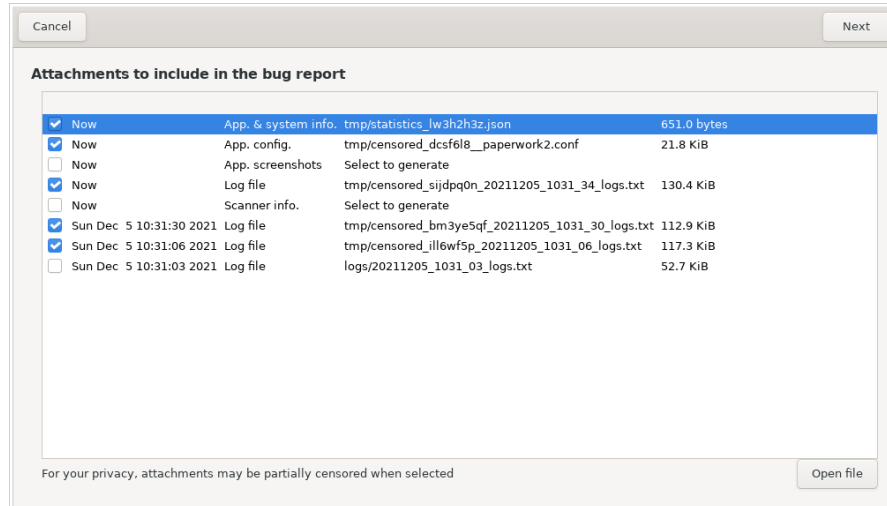 Cancel Next
Attachments to include in the bug report
Now App. & system info. tmp/statistics_lw3h2h3z.json 651.0 bytes
Now App. config. tmp/censored_dcsf6l8__paperwork2.conf 21.8 KiB
Now App. screenshots Select to generate
Now Log file tmp/censored_sijdpq0n_20211205_1031_34_logs.txt 130.4 KiB
Now Scanner info. Select to generate
Sun Dec 5 10:31:30 2021 Log file tmp/censored_bm3ye5qf_20211205_1031_30_logs.txt 112.9 KiB
Sun Dec 5 10:31:06 2021 Log file tmp/censored_ill6wf5p_20211205_1031_06_logs.txt 117.3 KiB
Sun Dec 5 10:31:03 2021 Log file logs/20211205_1031_03_logs.txt 52.7 KiB
For your privacy, attachments may be partially censored when selected Open file